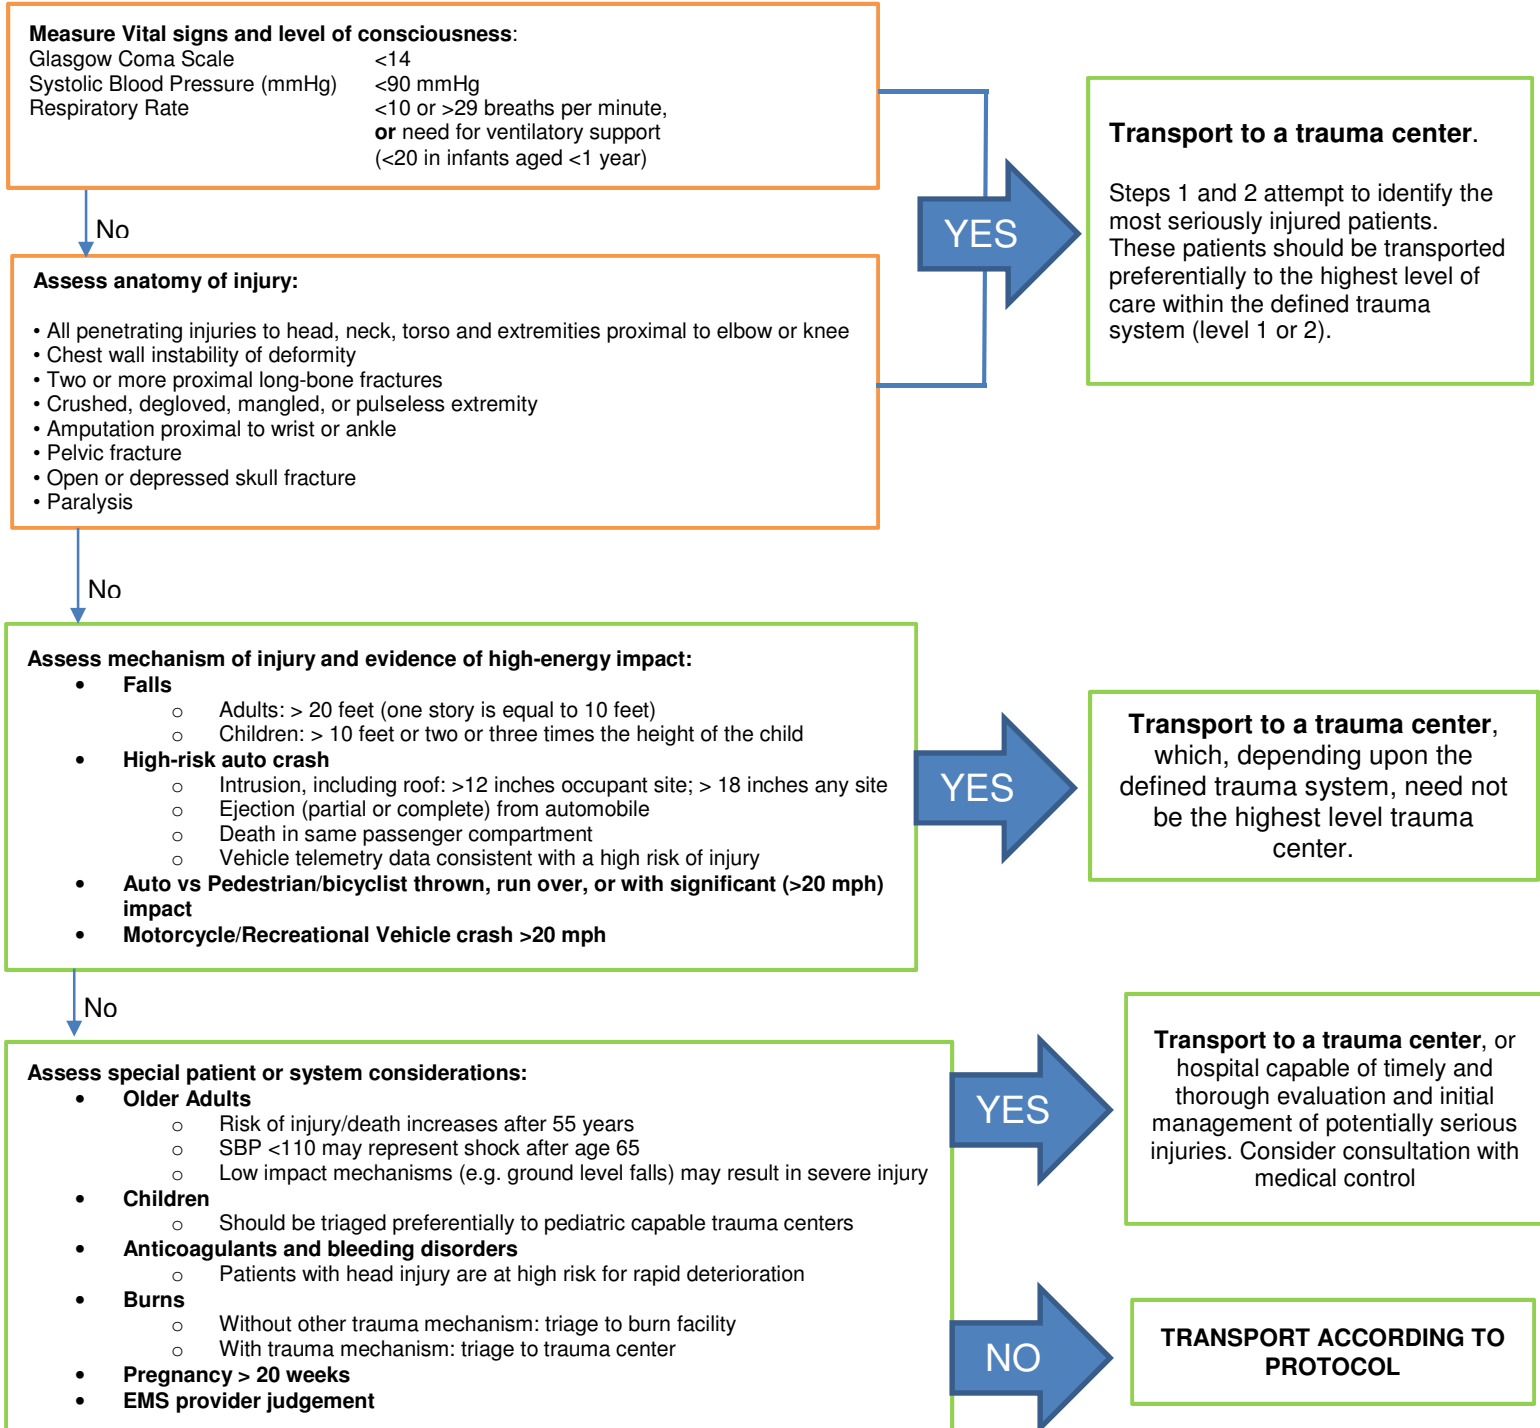 Measure Vital signs and level of consciousness:
Glasgow Coma Scale <14
Systolic Blood Pressure (mmHg) <90 mmHg
Respiratory Rate <10 or >29 breaths per minute,
or need for ventilatory support
(<20 in infants aged <1 year)
YES
Transport to a trauma center.
Steps 1 and 2 attempt to identify the
most seriously injured patients.
These patients should be transported
preferentially to the highest level of
care within the defined trauma
system (level 1 or 2).
No
Assess anatomy of injury:
• All penetrating injuries to head, neck, torso and extremities proximal to elbow or knee
• Chest wall instability of deformity
• Two or more proximal long-bone fractures
• Crushed, degloved, mangled, or pulseless extremity
• Amputation proximal to wrist or ankle
• Pelvic fracture
• Open or depressed skull fracture
• Paralysis
No
Assess mechanism of injury and evidence of high-energy impact:
• Falls
o Adults: > 20 feet (one story is equal to 10 feet)
o Children: > 10 feet or two or three times the height of the child
• High-risk auto crash
o Intrusion, including roof: >12 inches occupant site; > 18 inches any site
o Ejection (partial or complete) from automobile
o Death in same passenger compartment
o Vehicle telemetry data consistent with a high risk of injury
• Auto vs Pedestrian/bicyclist thrown, run over, or with significant (>20 mph)
impact
• Motorcycle/Recreational Vehicle crash >20 mph
YES
Transport to a trauma center,
which, depending upon the
defined trauma system, need not
be the highest level trauma
center.
No
Assess special patient or system considerations:
• Older Adults
o Risk of injury/death increases after 55 years
o SBP <110 may represent shock after age 65
o Low impact mechanisms (e.g. ground level falls) may result in severe injury
• Children
o Should be triaged preferentially to pediatric capable trauma centers
• Anticoagulants and bleeding disorders
o Patients with head injury are at high risk for rapid deterioration
• Burns
o Without other trauma mechanism: triage to burn facility
o With trauma mechanism: triage to trauma center
• Pregnancy > 20 weeks
• EMS provider judgement
YES
Transport to a trauma center, or
hospital capable of timely and
thorough evaluation and initial
management of potentially serious
injuries. Consider consultation with
medical control
NO
TRANSPORT ACCORDING TO
PROTOCOL